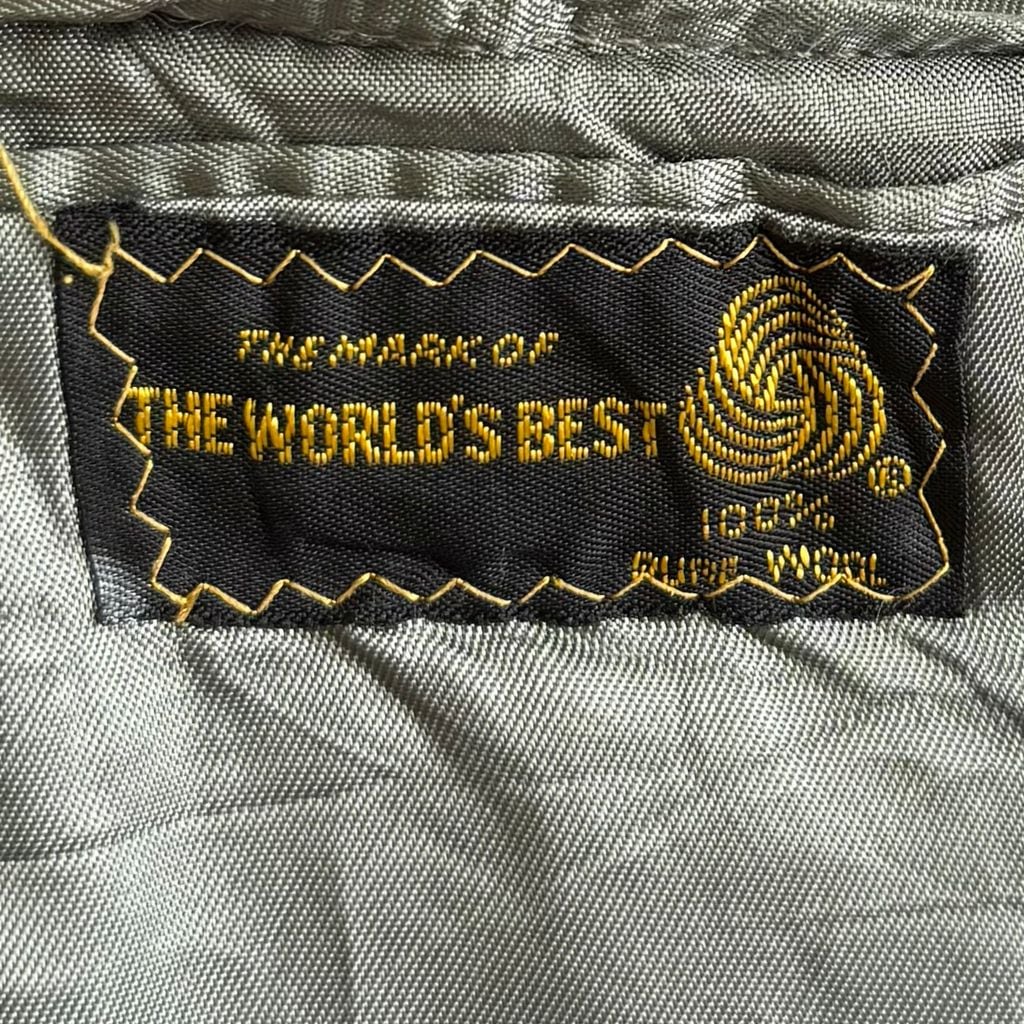 THE MARK OF
THE WORLD'S BEST
®
100%
PURE WOOL